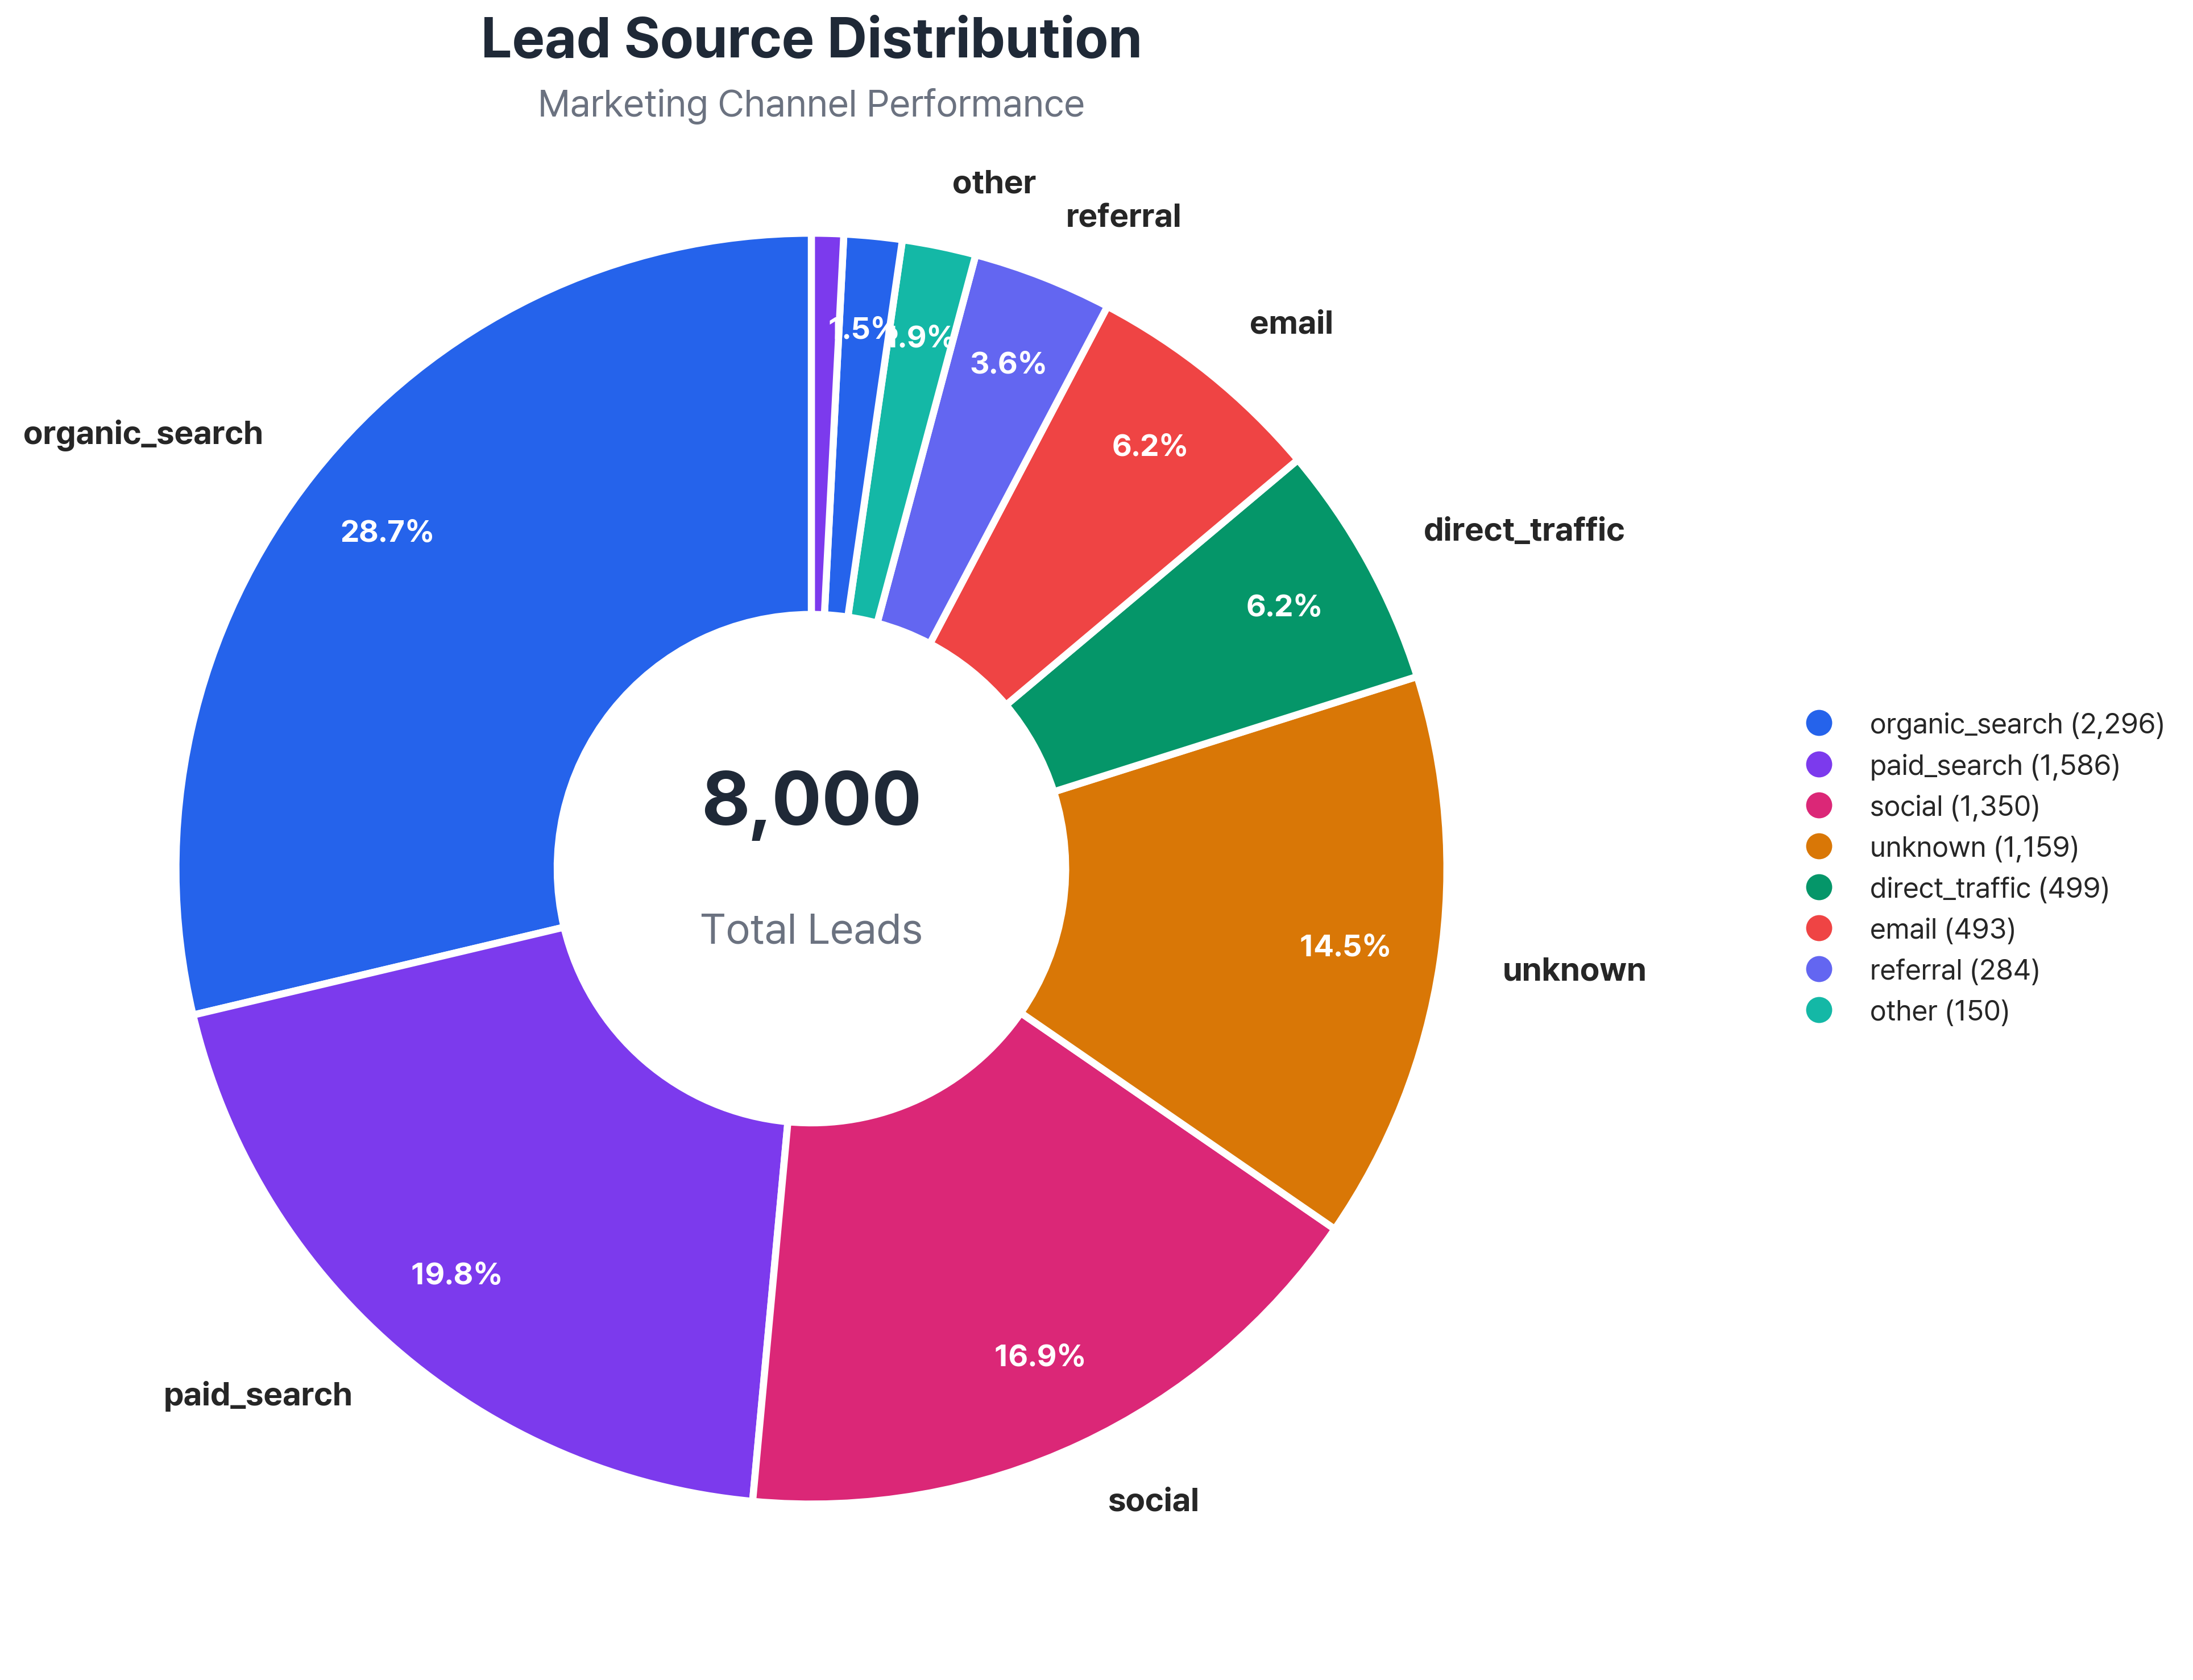 Lead Source Distribution
Marketing Channel Performance
other
referral
email
direct_traffic
organic_search
unknown
paid_search
social
.5%
.9%
3.6%
6.2%
6.2%
28.7%
14.5%
19.8%
16.9%
8,000
Total Leads
organic_search (2,296)
paid_search (1,586)
social (1,350)
unknown (1,159)
direct_traffic (499)
email (493)
referral (284)
other (150)